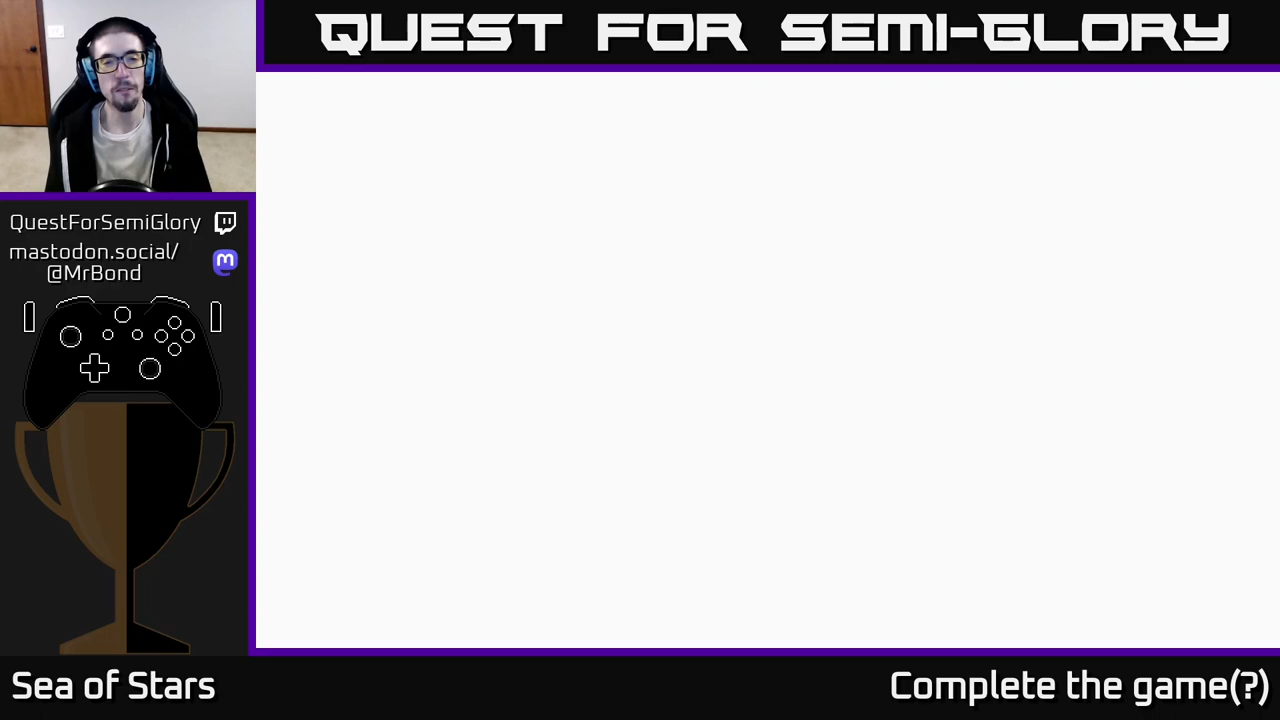 QUEST FOR SEMI-GLORY
QuestForSemiGlory
mastodon.social/
@MrBond
Sea of Stars
Complete the game(?)